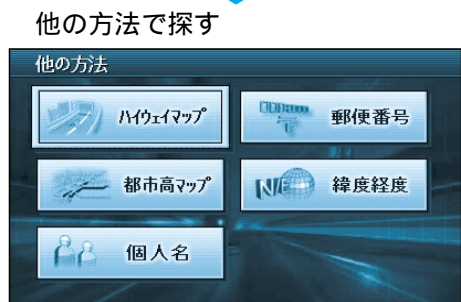 他の方法で探す
他の方法
ﾊｲｳｪｲﾏｯﾌﾟ
郵便番号
〒
都市高ﾏｯﾌﾟ
N/E
緯度経度
個人名